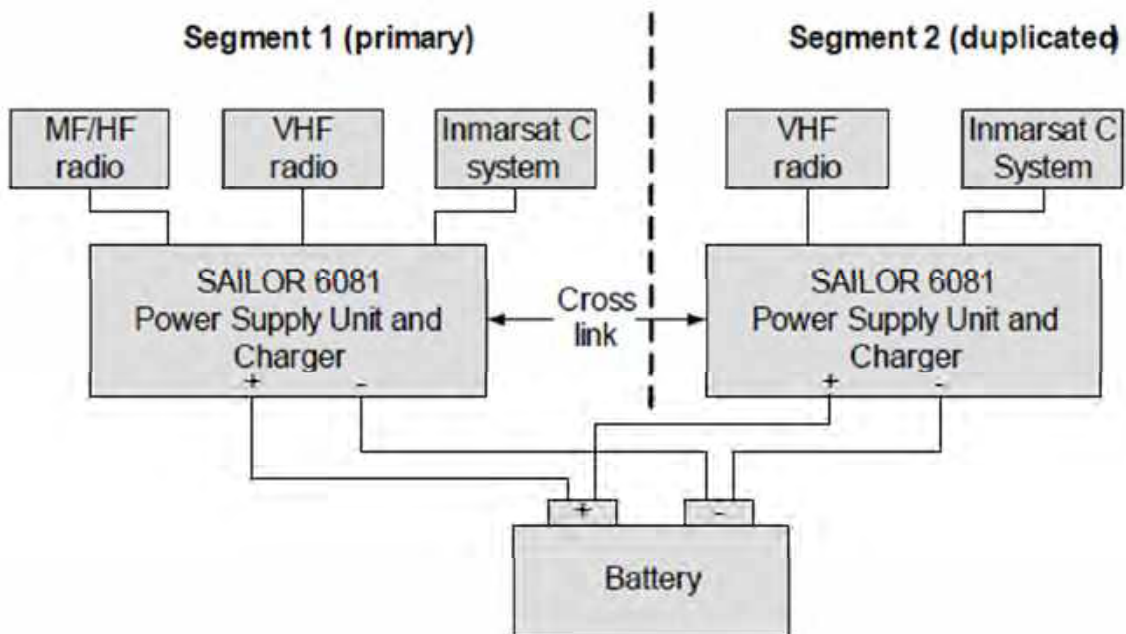 Segment 1 (primary)
Segment 2 (duplicated)
MF/HF
radio
VHF
radio
Inmarsat C
system
VHF
radio
Inmarsat C
System
SAILOR 6081
Power Supply Unit and
Charger
+ -
Cross
link
SAILOR 6081
Power Supply Unit and
Charger
+ -
+ -
Battery